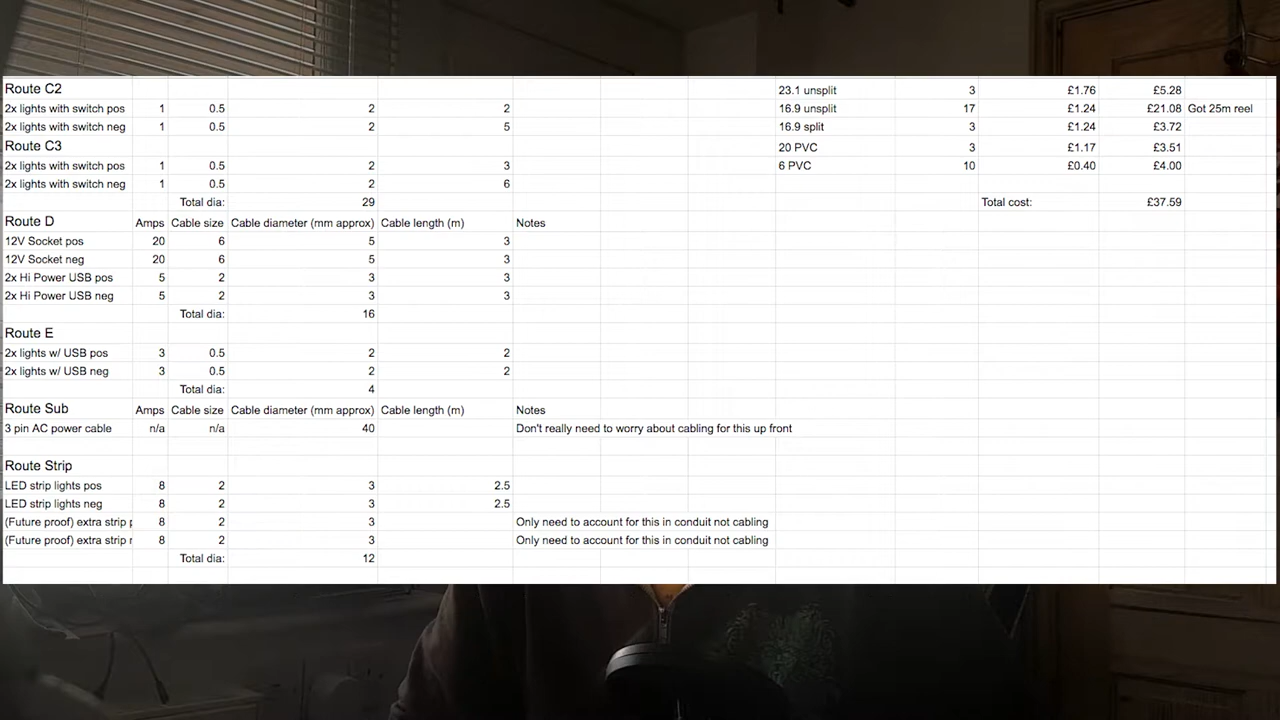 Route C2 23.1 unsplit 3 £1.76 £5.28
2x lights with switch pos 1 0.5 2 2 16.9 unsplit 17 £1.24 £21.08 Got 25m reel
2x lights with switch neg 1 0.5 2 5 16.9 split 3 £1.24 £3.72
Route C3 20 PVC 3 £1.17 £3.51
2x lights with switch pos 1 0.5 2 3 6 PVC 10 £0.40 £4.00
2x lights with switch neg 1 0.5 2 6
Total dia: 29 Total cost: £37.59
Route D Amps Cable size Cable diameter (mm approx) Cable length (m) Notes
12V Socket pos 20 6 5 3
12V Socket neg 20 6 5 3
2x Hi Power USB pos 5 2 3 3
2x Hi Power USB neg 5 2 3 3
Total dia: 16
Route E
2x lights w/ USB pos 3 0.5 2 2
2x lights w/ USB neg 3 0.5 2 2
Total dia: 4
Route Sub Amps Cable size Cable diameter (mm approx) Cable length (m) Notes
3 pin AC power cable n/a n/a 40 Don't really need to worry about cabling for this up front
Route Strip
LED strip lights pos 8 2 3 2.5
LED strip lights neg 8 2 3 2.5
(Future proof) extra strip p 8 2 3 Only need to account for this in conduit not cabling
(Future proof) extra strip r 8 2 3 Only need to account for this in conduit not cabling
Total dia: 12